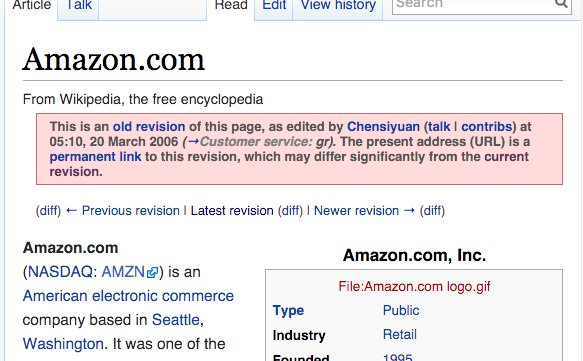 Article Talk Read Edit View history Search
Amazon.com
From Wikipedia, the free encyclopedia
This is an old revision of this page, as edited by Chensiyuan (talk | contribs) at
05:10, 20 March 2006 (→Customer service: gr). The present address (URL) is a
permanent link to this revision, which may differ significantly from the current
revision.
(diff) ← Previous revision | Latest revision (diff) | Newer revision → (diff)
Amazon.com
(NASDAQ: AMZN) is an
American electronic commerce
company based in Seattle,
Washington. It was one of the
Amazon.com, Inc.
File:Amazon.com logo.gif
Type Public
Industry Retail
Founded 1995